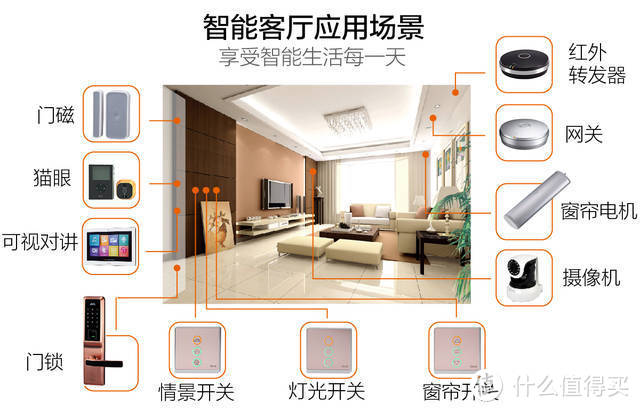 智能客厅应用场景
享受智能生活每一天
门磁
猫眼
可视对讲
门锁
红外
转发器
网关
窗帘电机
摄像机
情景开关
灯光开关
窗帘开关
值 什么值得买